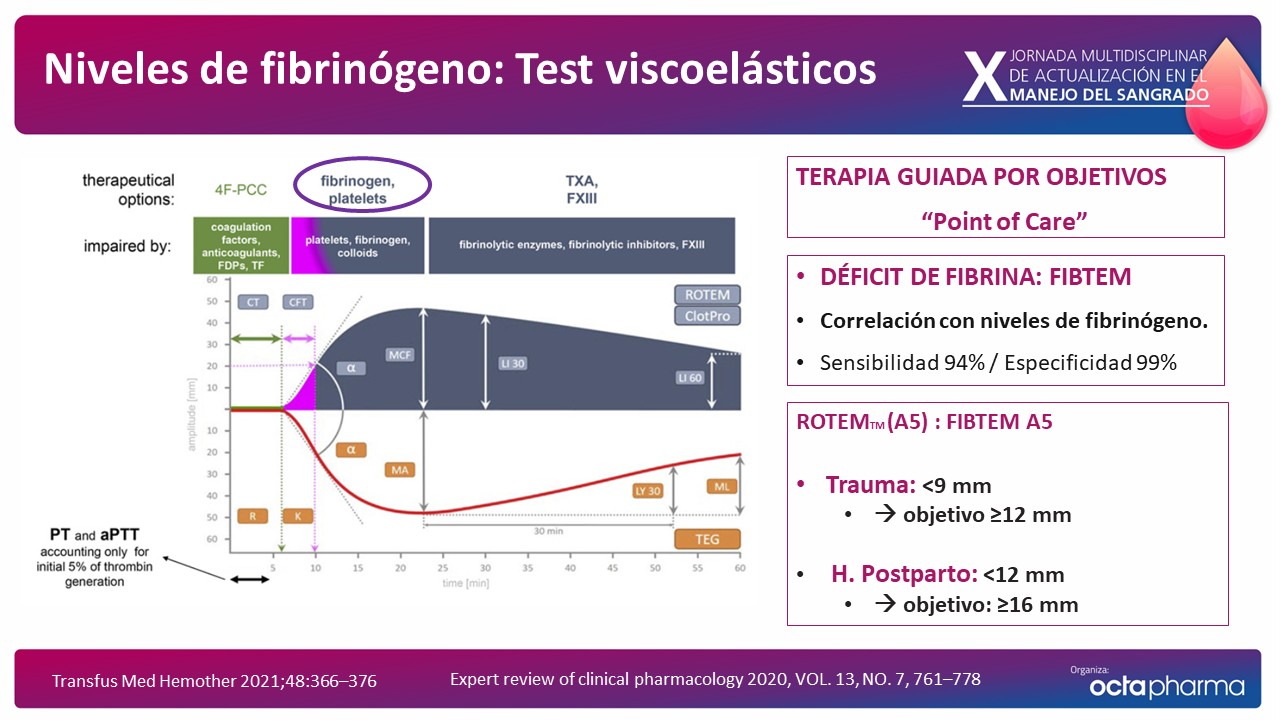 Niveles de fibrinógeno: Test viscoelásticos
X JORNADA MULTIDISCIPLINAR
DE ACTUALIZACIÓN EN EL
MANEJO DEL SANGRADO
therapeutical
options:
4F-PCC
fibrinogen,
platelets
TXA,
FXIII
impaired by:
coagulation
factors,
anticoagulants,
FDPs, TF
platelets, fibrinogen,
colloids
fibrinolytic enzymes, fibrinolytic inhibitors, FXIII
60
50
40
30
20
10
10
20
30
40
50
60
amplitude [mm]
CT
CFT
ROTEM
ClotPro
MCF
α
LI 30
LI 60
α
MA
LY 30
ML
R
K
30 min
TEG
5 10 15 20 25 30 35 40 45 50 55 60
time [min]
PT and aPTT
accounting only for
initial 5% of thrombin
generation
TERAPIA GUIADA POR OBJETIVOS
“Point of Care”
• DÉFICIT DE FIBRINA: FIBTEM
• Correlación con niveles de fibrinógeno.
• Sensibilidad 94% / Especificidad 99%
ROTEM™ (A5) : FIBTEM A5
• Trauma: <9 mm
• → objetivo ≥12 mm
• H. Postparto: <12 mm
• → objetivo: ≥16 mm
Transfus Med Hemother 2021;48:366–376
Expert review of clinical pharmacology 2020, VOL. 13, NO. 7, 761–778
Organiza:
octapharma